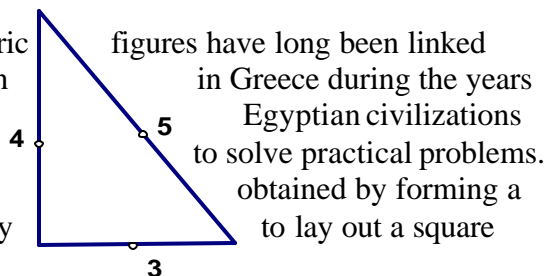 ric figures have long been linked
n in Greece during the years
Egyptian civilizations
4 5 to solve practical problems.
obtained by forming a
y to lay out a square
3